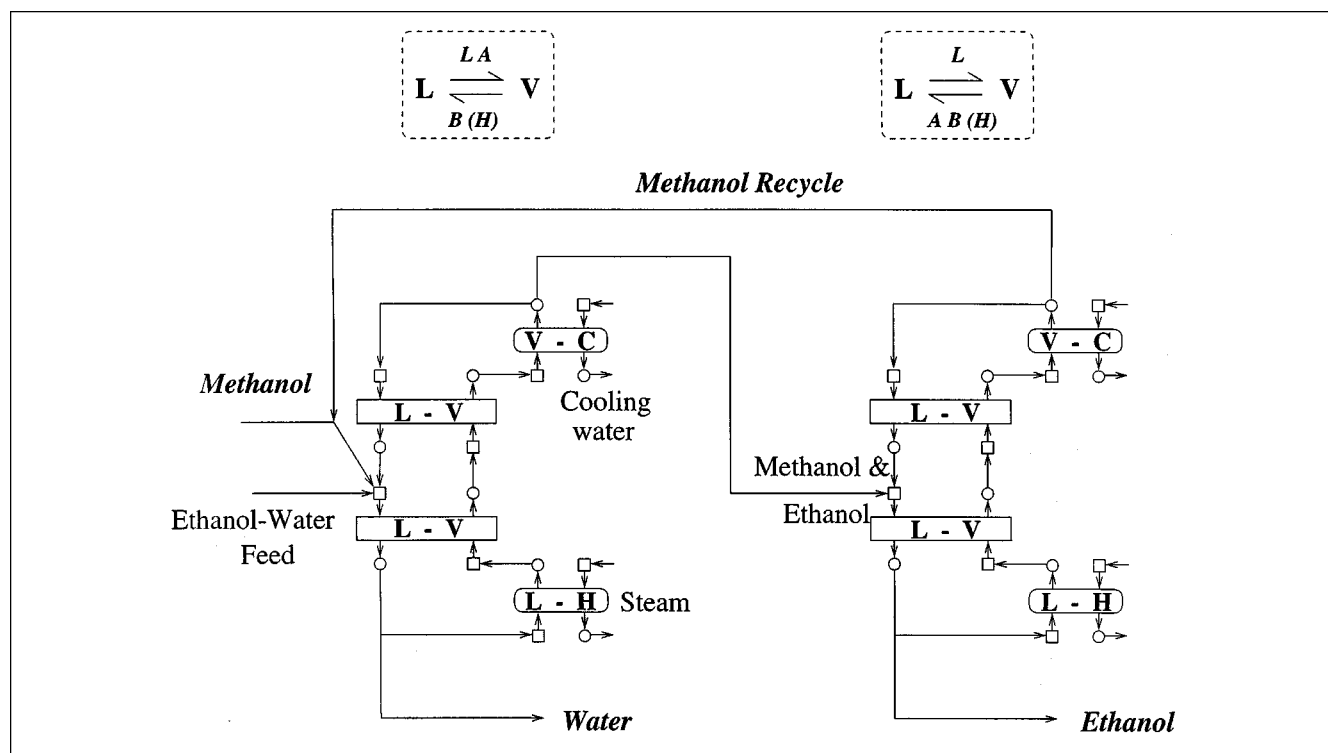 L A
L V
B (H)
L
L V
A B (H)
Methanol Recycle
V - C
V - C
Methanol
Cooling
water
L - V
L - V
Methanol &
Ethanol
Ethanol-Water
Feed
L - V
L - V
L - H
Steam
L - H
Water
Ethanol